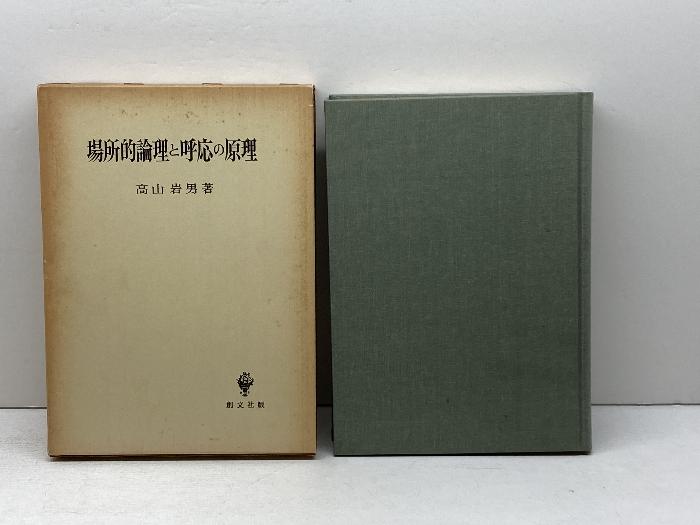 場所的論理と呼応の原理
高山岩男著
創文社版